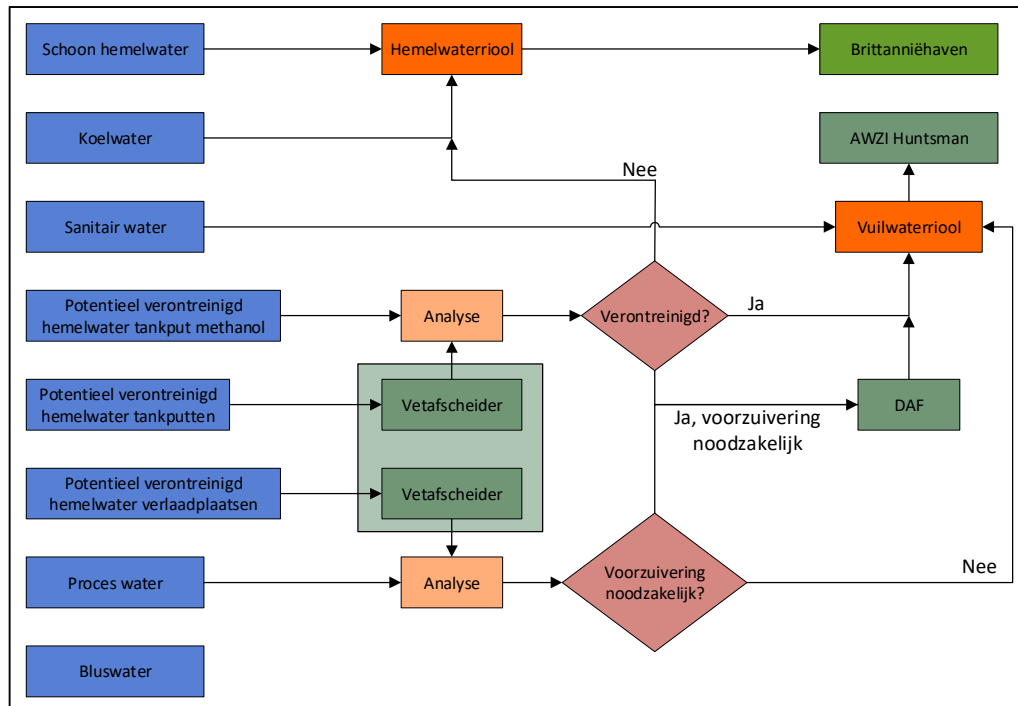 Schoon hemelwater
Hemelwaterriool
Brittanniëhaven
Koelwater
AWZI Huntsman
Nee
Sanitair water
Vuilwaterriool
Potentieel verontreinigd
hemelwater tankput methanol
Analyse
Verontreinigd?
Ja
Potentieel verontreinigd
hemelwater tankputten
Vetafscheider
DAF
Ja, voorzuivering
noodzakelijk
Potentieel verontreinigd
hemelwater verlaadplaatsen
Vetafscheider
Proces water
Analyse
Voorzuivering
noodzakelijk?
Nee
Bluswater